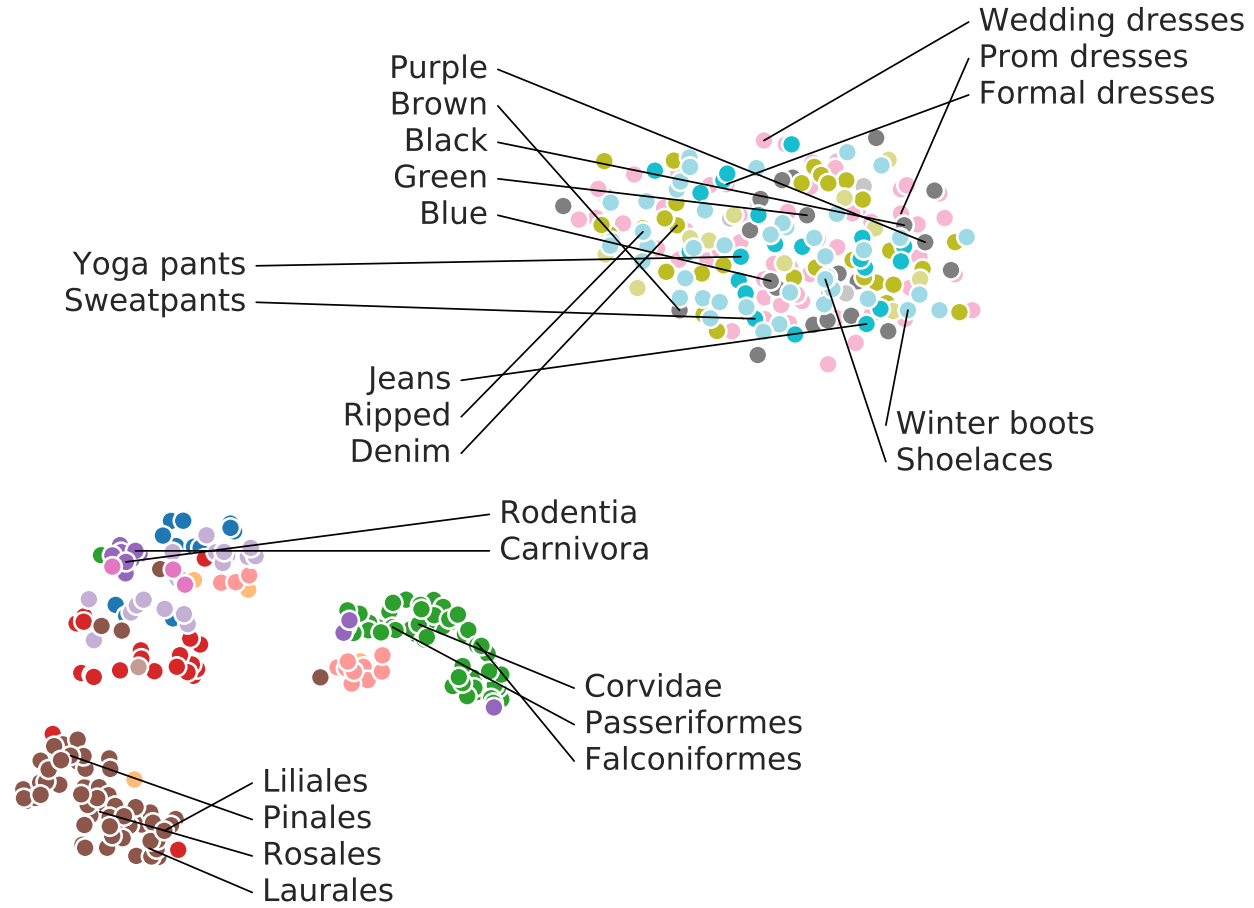 Wedding dresses
Prom dresses
Formal dresses
Purple
Brown
Black
Green
Blue
Yoga pants
Sweatpants
Jeans
Ripped
Denim
Winter boots
Shoelaces
Rodentia
Carnivora
Corvidae
Passeriformes
Falconiformes
Liliales
Pinales
Rosales
Laurales